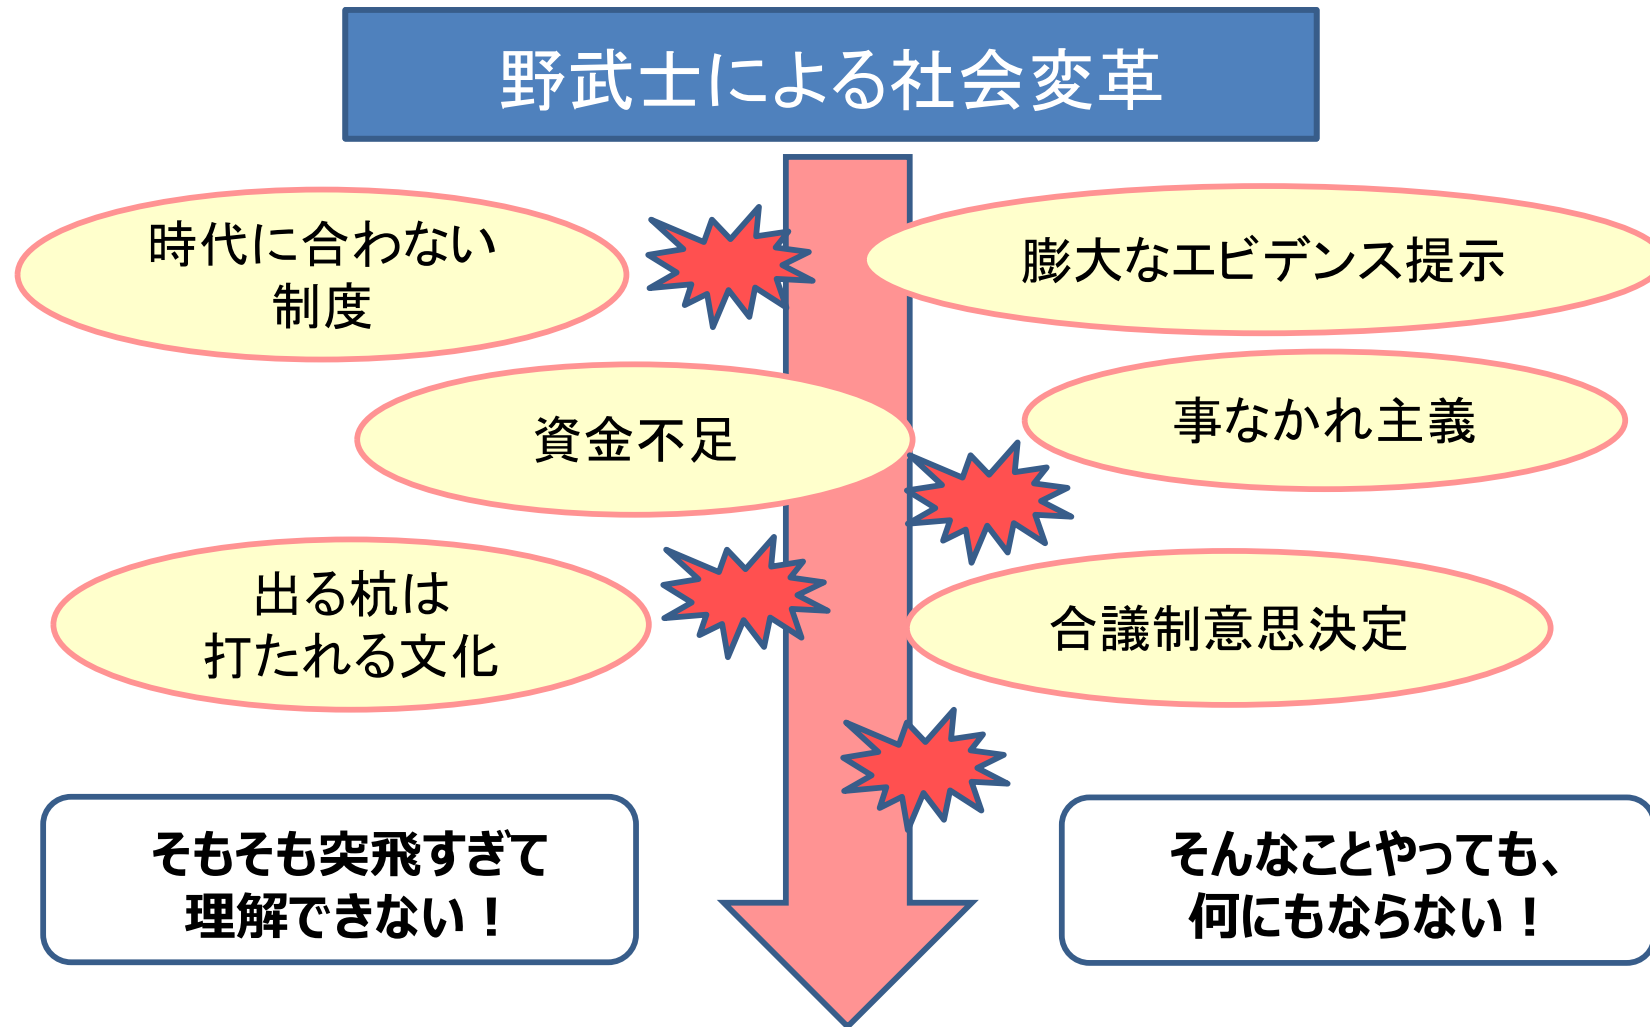 野武士による社会変革
時代に合わない
制度
膨大なエビデンス提示
資金不足
事なかれ主義
出る杭は
打たれる文化
合議制意思決定
そもそも突飛すぎて
理解できない！
そんなことやっても、
何にもならない！